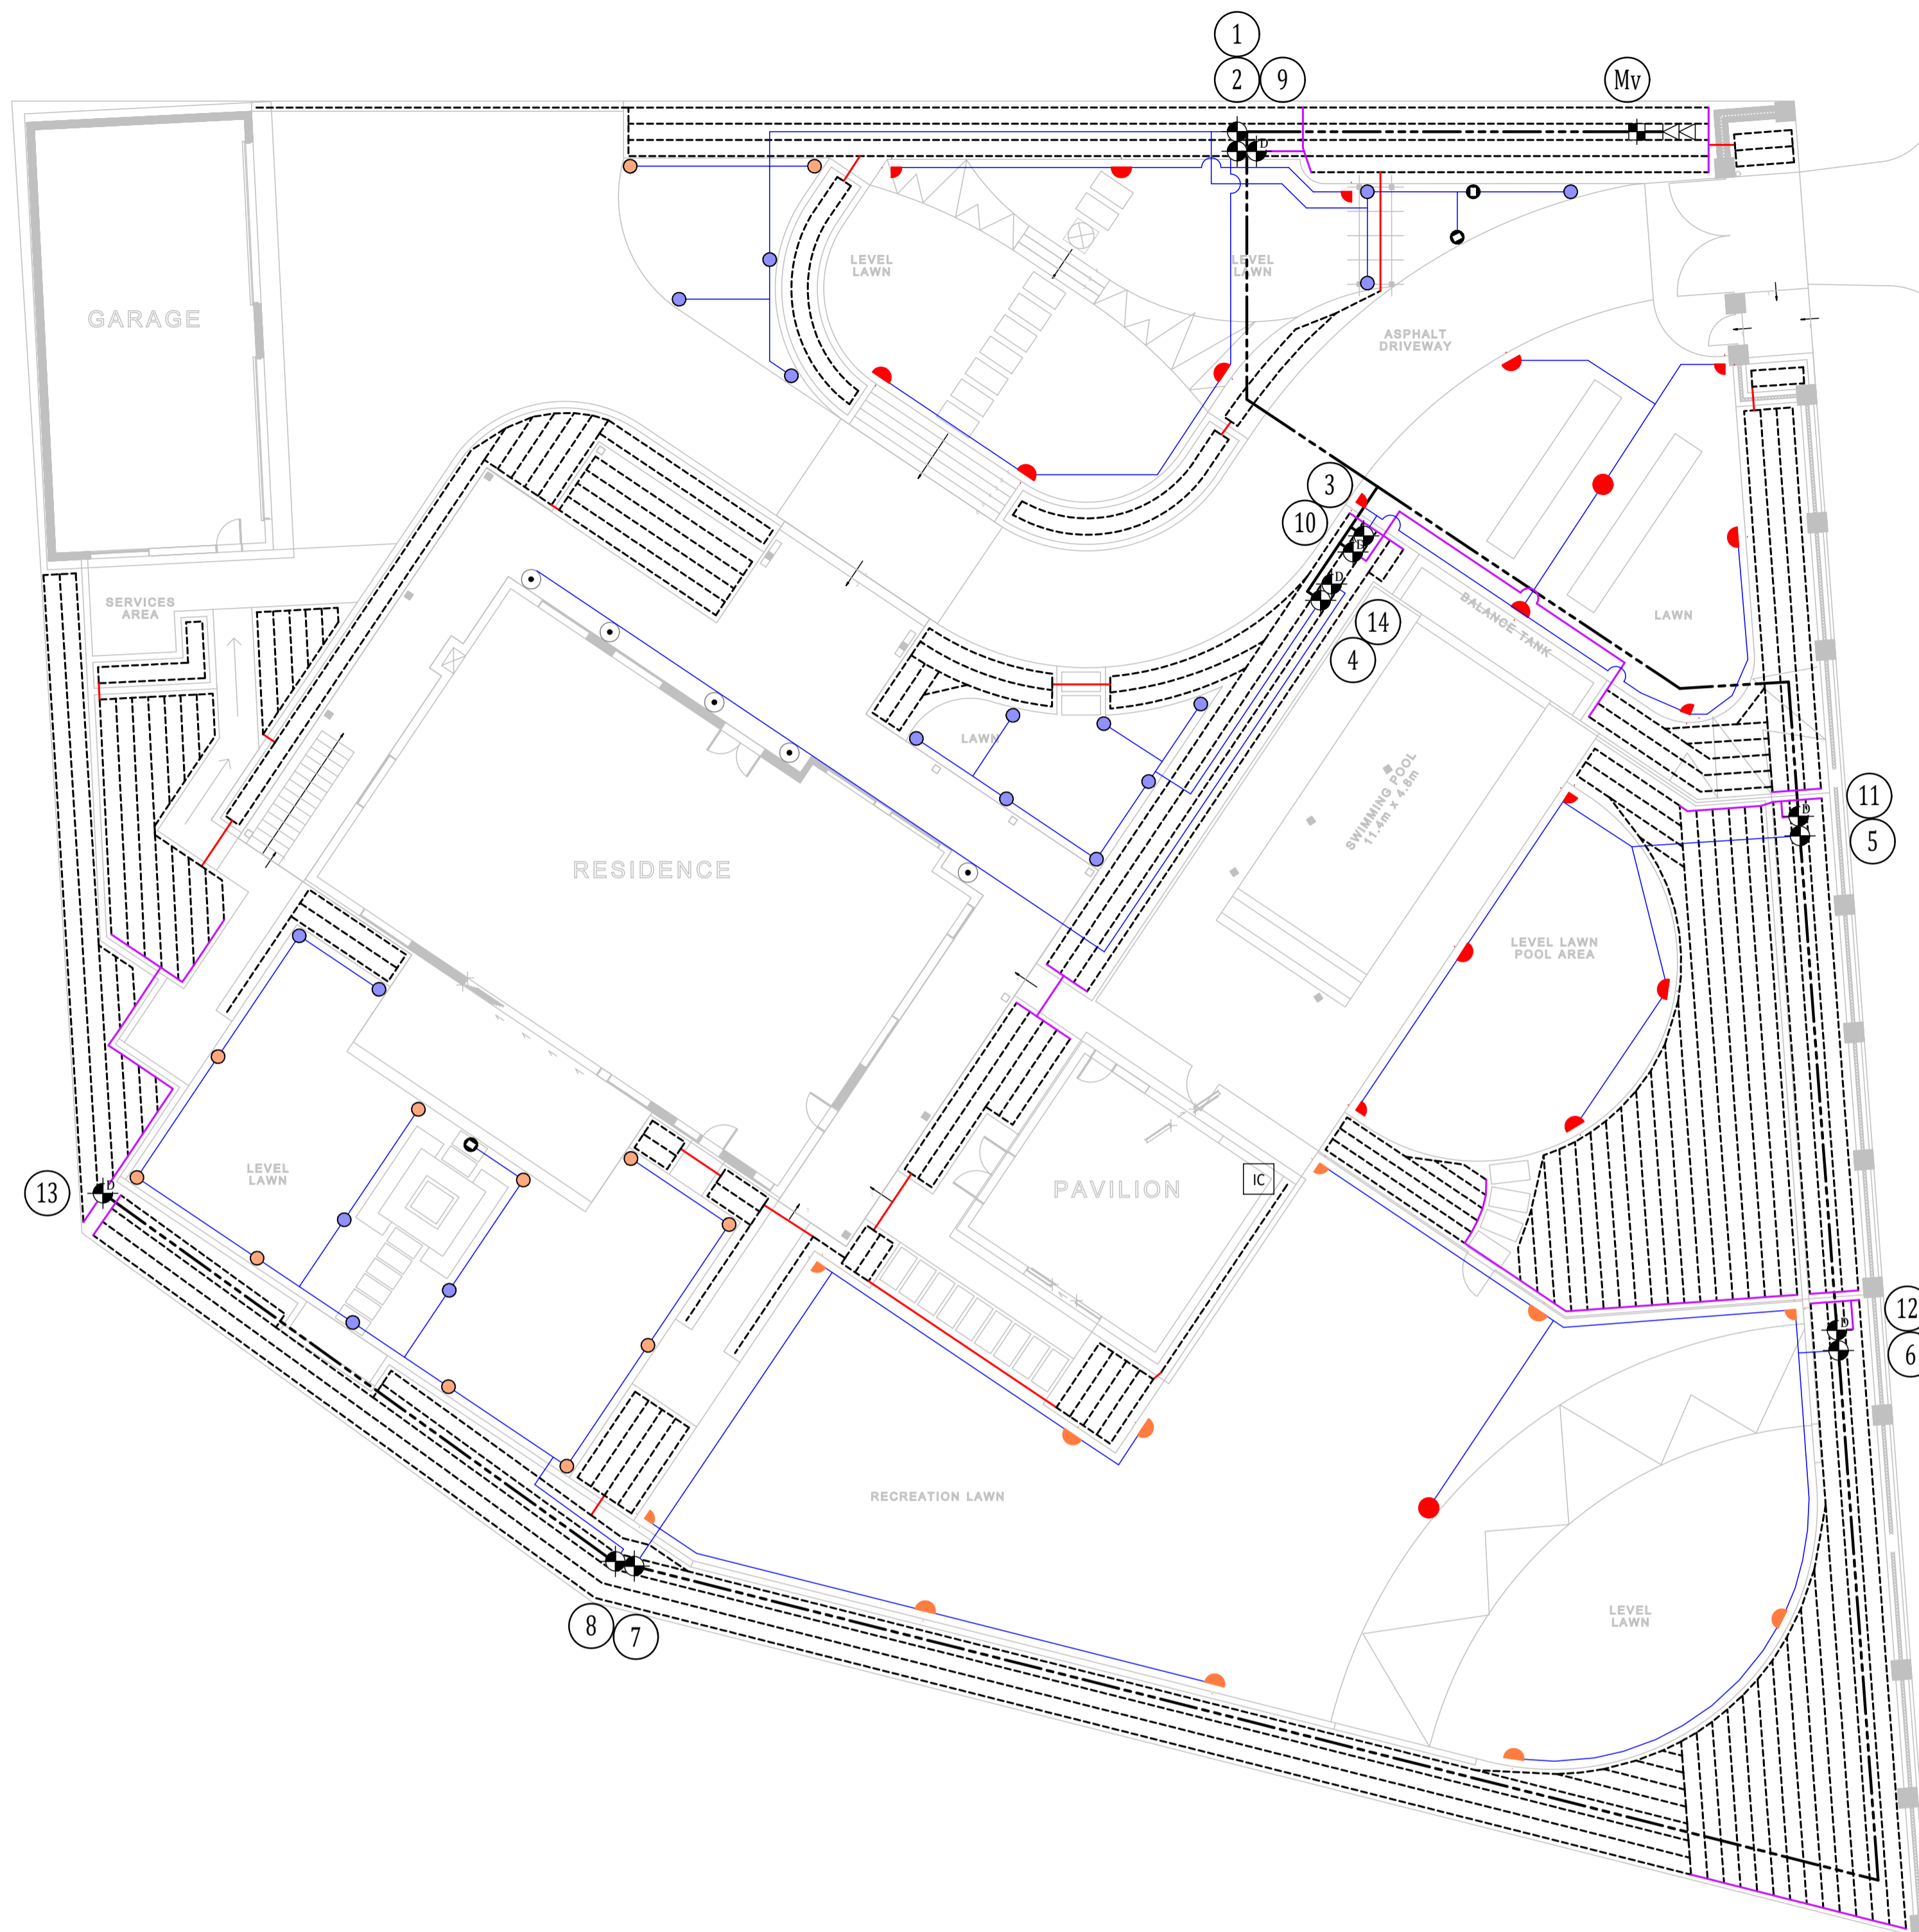 1
2
9
Mv
D
LEVEL
LAWN
LEVEL
LAWN
GARAGE
ASPHALT
DRIVEWAY
3
10
D
D
SERVICES
AREA
BALANCE TANK
LAWN
14
4
LAWN
SWIMMING POOL
11.4m x 4.8m
11
D
5
RESIDENCE
LEVEL LAWN
POOL AREA
LEVEL
LAWN
13
D
PAVILION
IC
12
D
6
RECREATION LAWN
8
7
LEVEL
LAWN